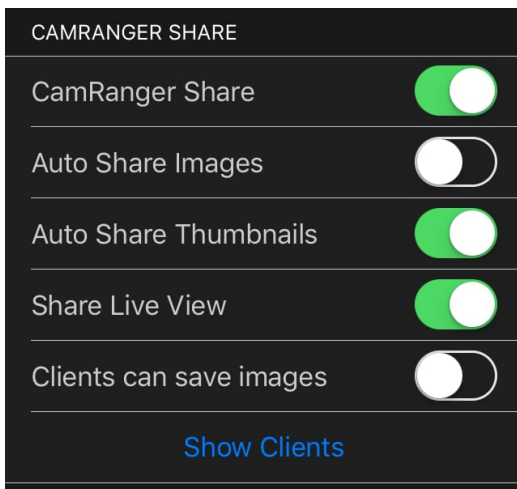 CAMRANGER SHARE
CamRanger Share
Auto Share Images
Auto Share Thumbnails
Share Live View
Clients can save images
Show Clients